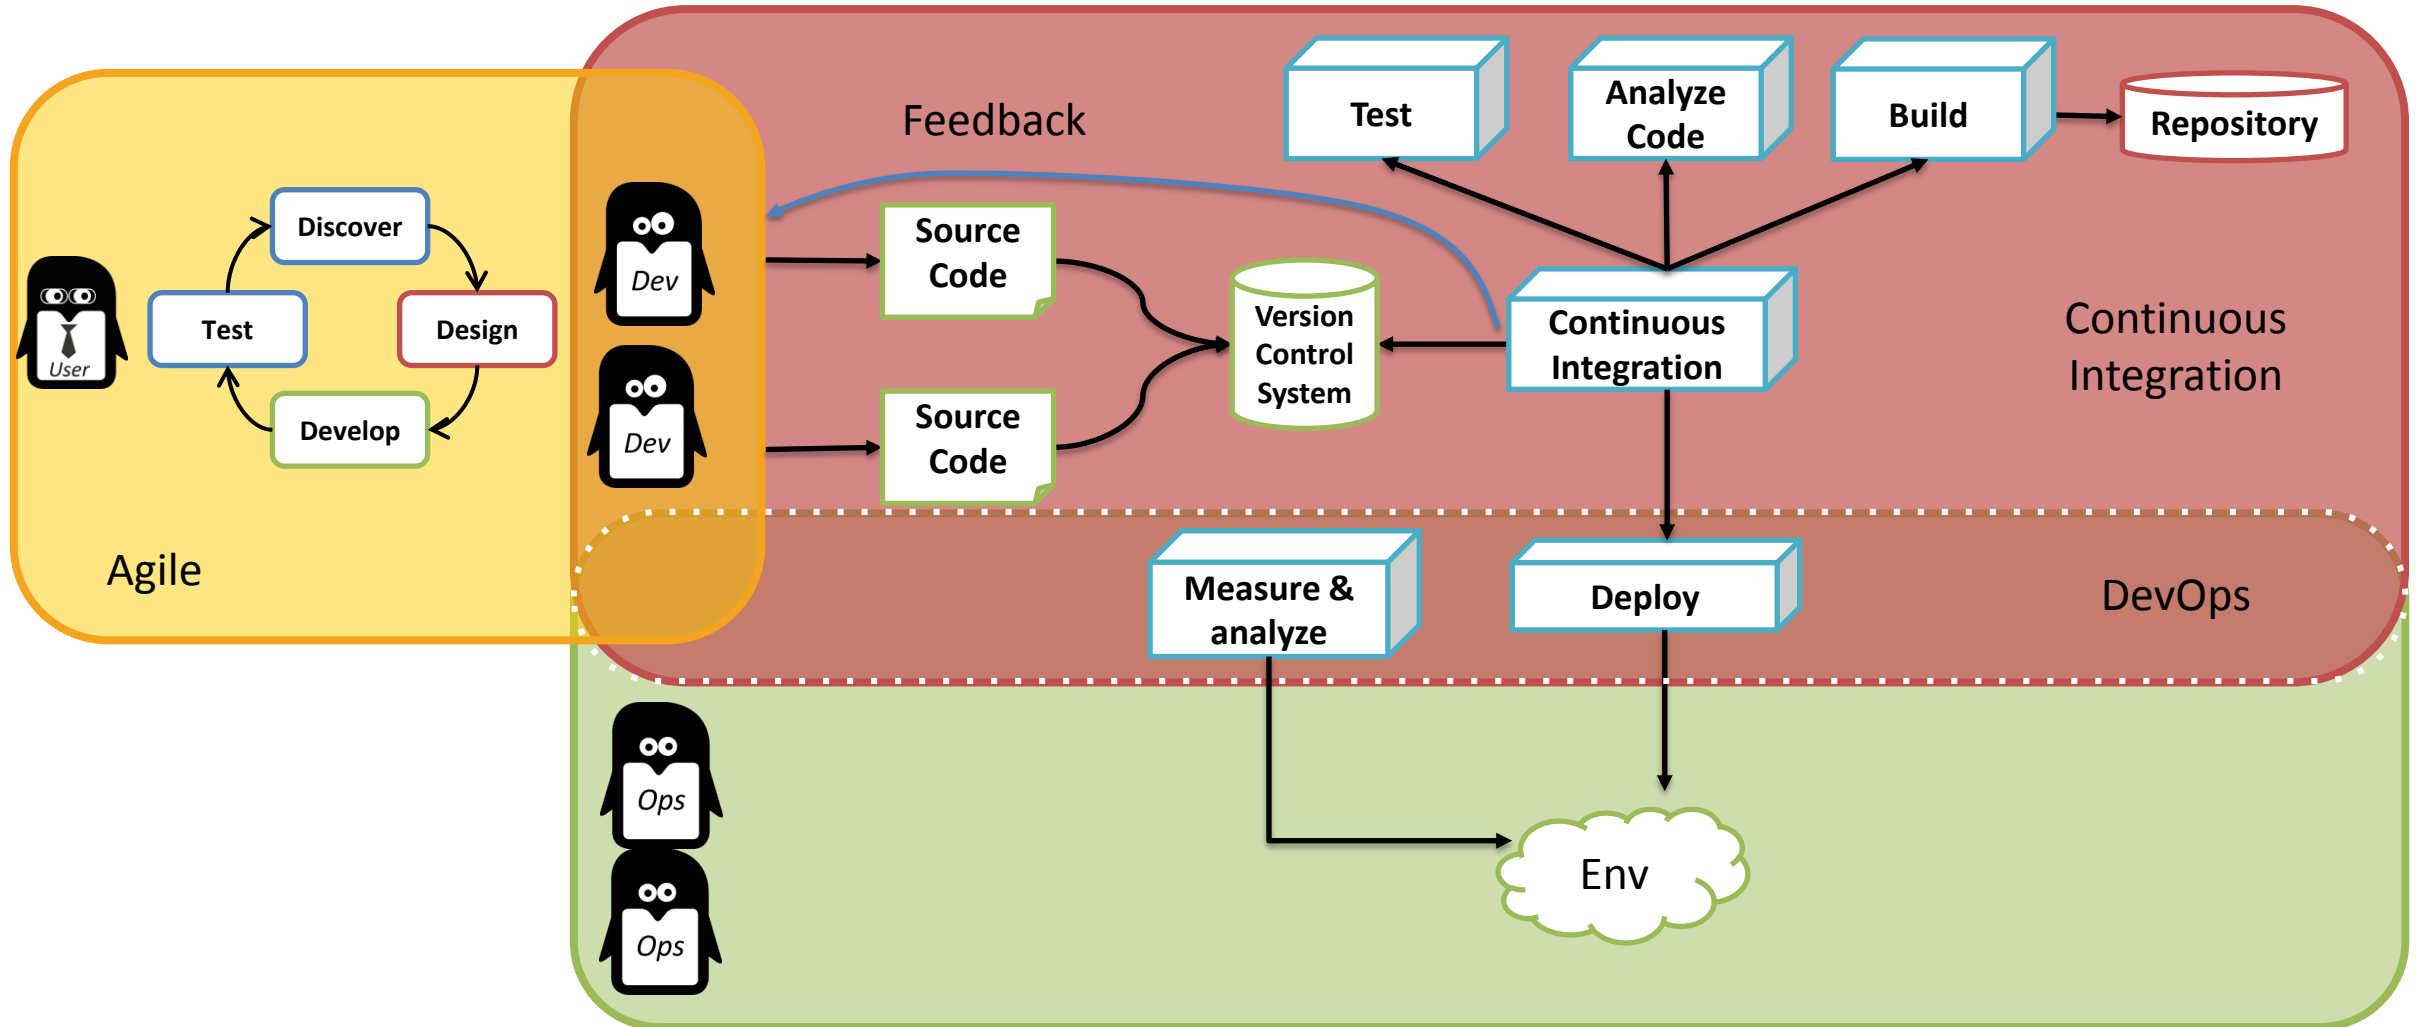 Feedback
Test
Analyze
Code
Build
Repository
Discover
Test
Design
Develop
User
Agile
Dev
Dev
Source
Code
Source
Code
Version
Control
System
Continuous
Integration
Continuous
Integration
Measure &
analyze
Deploy
DevOps
Ops
Ops
Env